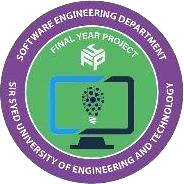 SOFTWARE ENGINEERING DEPARTMENT
FINAL YEAR PROJECT
SIR SYED UNIVERSITY OF ENGINEERING AND TECHNOLOGY